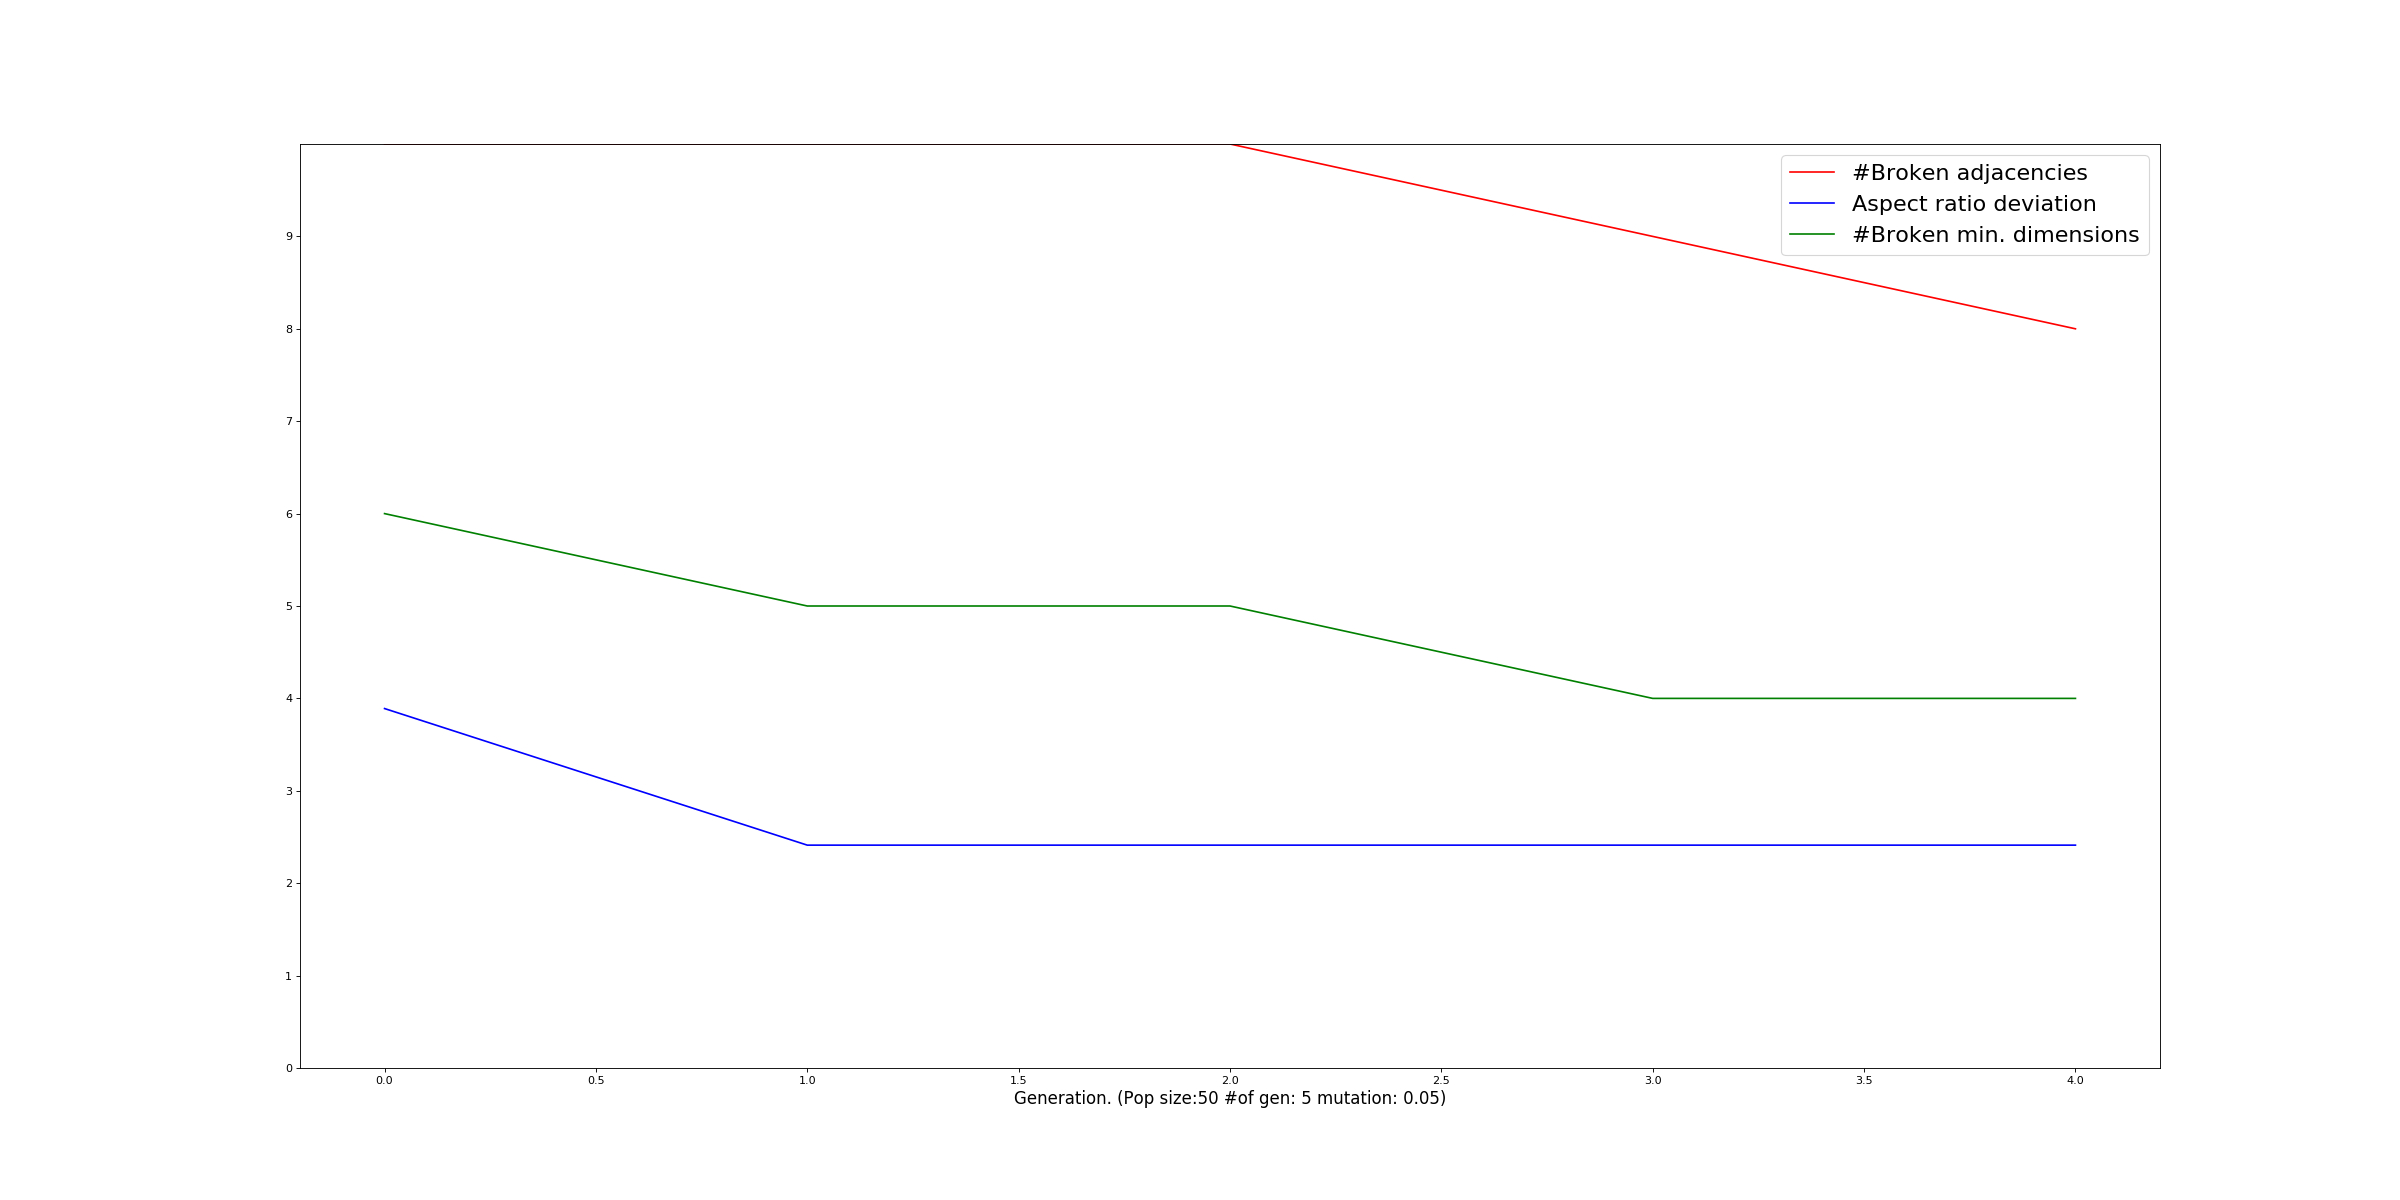 #Broken adjacencies
Aspect ratio deviation
#Broken min. dimensions
9
8
7
6
5
4
3
2
1
0
0.0 0.5 1.0 1.5 2.0 2.5 3.0 3.5 4.0
Generation. (Pop size:50 #of gen: 5 mutation: 0.05)